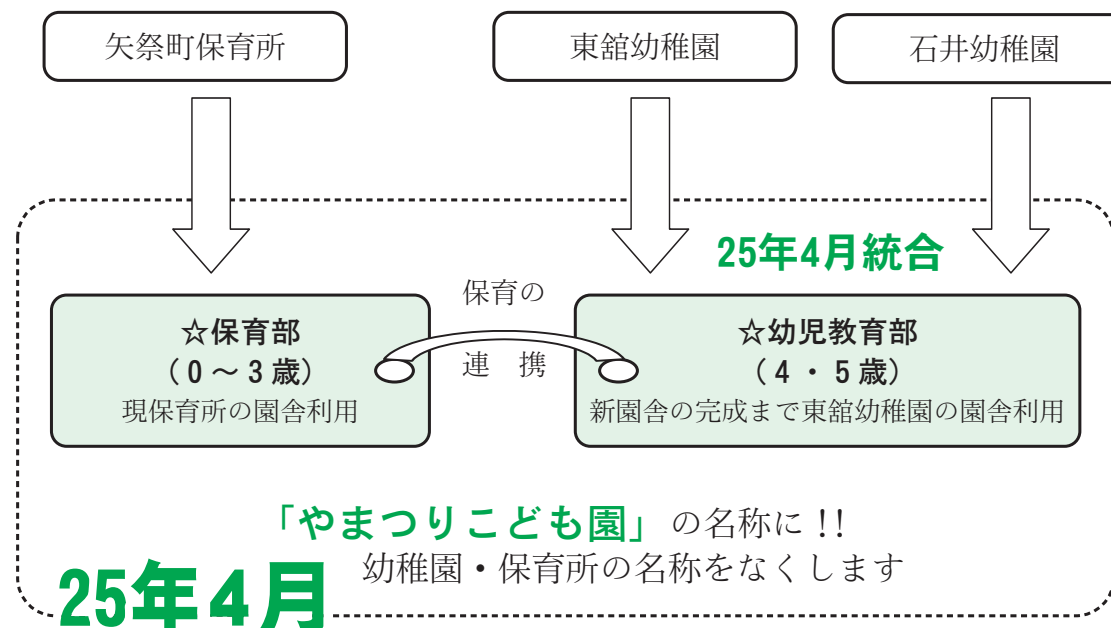 矢祭町保育所
東舘幼稚園
石井幼稚園
25年4月統合
保育の
連 携
☆保育部
(0～3歳)
現保育所の園舎利用
☆幼児教育部
(4・5歳)
新園舎の完成まで東舘幼稚園の園舎利用
「やまつりこども園」の名称に!!
幼稚園・保育所の名称をなくします
25年4月